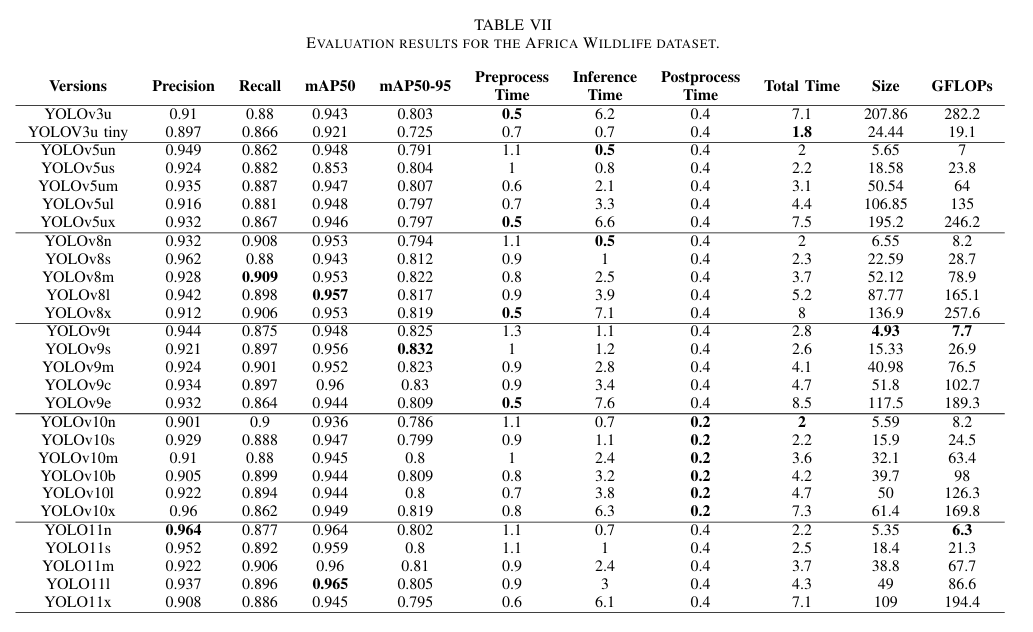 TABLE VII
EVALUATION RESULTS FOR THE AFRICA WILDLIFE DATASET.
Versions Precision Recall mAP50 mAP50-95 Preprocess Time Inference Time Postprocess Time Total Time Size GFLOPs
YOLOv3u 0.91 0.88 0.943 0.803 0.5 6.2 0.4 7.1 207.86 282.2
YOLOV3u tiny 0.897 0.866 0.921 0.725 0.7 0.7 0.4 1.8 24.44 19.1
YOLOv5un 0.949 0.862 0.948 0.791 1.1 0.5 0.4 2 5.65 7
YOLOv5us 0.924 0.882 0.853 0.804 1 0.8 0.4 2.2 18.58 23.8
YOLOv5um 0.935 0.887 0.947 0.807 0.6 2.1 0.4 3.1 50.54 64
YOLOv5ul 0.916 0.881 0.948 0.797 0.7 3.3 0.4 4.4 106.85 135
YOLOv5ux 0.932 0.867 0.946 0.797 0.5 6.6 0.4 7.5 195.2 246.2
YOLOv8n 0.932 0.908 0.953 0.794 1.1 0.5 0.4 2 6.55 8.2
YOLOv8s 0.962 0.88 0.943 0.812 0.9 1 0.4 2.3 22.59 28.7
YOLOv8m 0.928 0.909 0.953 0.822 0.8 2.5 0.4 3.7 52.12 78.9
YOLOv8l 0.942 0.898 0.957 0.817 0.9 3.9 0.4 5.2 87.77 165.1
YOLOv8x 0.912 0.906 0.953 0.819 0.5 7.1 0.4 8 136.9 257.6
YOLOv9t 0.944 0.875 0.948 0.825 1.3 1.1 0.4 2.8 4.93 7.7
YOLOv9s 0.921 0.897 0.956 0.832 1 1.2 0.4 2.6 15.33 26.9
YOLOv9m 0.924 0.901 0.952 0.823 0.9 2.8 0.4 4.1 40.98 76.5
YOLOv9c 0.934 0.897 0.96 0.83 0.9 3.4 0.4 4.7 51.8 102.7
YOLOv9e 0.932 0.864 0.944 0.809 0.5 7.6 0.4 8.5 117.5 189.3
YOLOv10n 0.901 0.9 0.936 0.786 1.1 0.7 0.2 2 5.59 8.2
YOLOv10s 0.929 0.888 0.947 0.799 0.9 1.1 0.2 2.2 15.9 24.5
YOLOv10m 0.91 0.88 0.945 0.8 1 2.4 0.2 3.6 32.1 63.4
YOLOv10b 0.905 0.899 0.944 0.809 0.8 3.2 0.2 4.2 39.7 98
YOLOv10l 0.922 0.894 0.944 0.8 0.7 3.8 0.2 4.7 50 126.3
YOLOv10x 0.96 0.862 0.949 0.819 0.8 6.3 0.2 7.3 61.4 169.8
YOLO11n 0.964 0.877 0.964 0.802 1.1 0.7 0.4 2.2 5.35 6.3
YOLO11s 0.952 0.892 0.959 0.8 1.1 1 0.4 2.5 18.4 21.3
YOLO11m 0.922 0.906 0.96 0.81 0.9 2.4 0.4 3.7 38.8 67.7
YOLO11l 0.937 0.896 0.965 0.805 0.9 3 0.4 4.3 49 86.6
YOLO11x 0.908 0.886 0.945 0.795 0.6 6.1 0.4 7.1 109 194.4